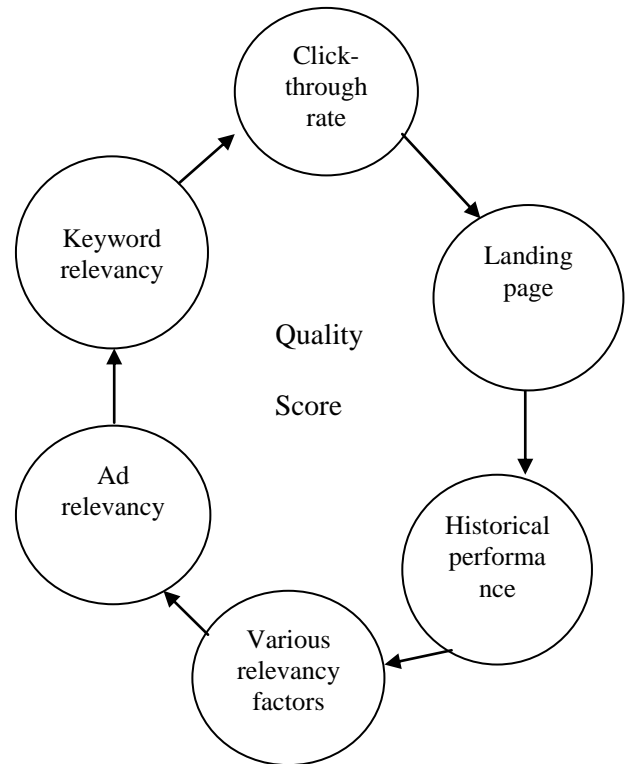 Click-
through
rate
Landing
page
Historical
performa
nce
Various
relevancy
factors
Ad
relevancy
Keyword
relevancy
Quality
Score